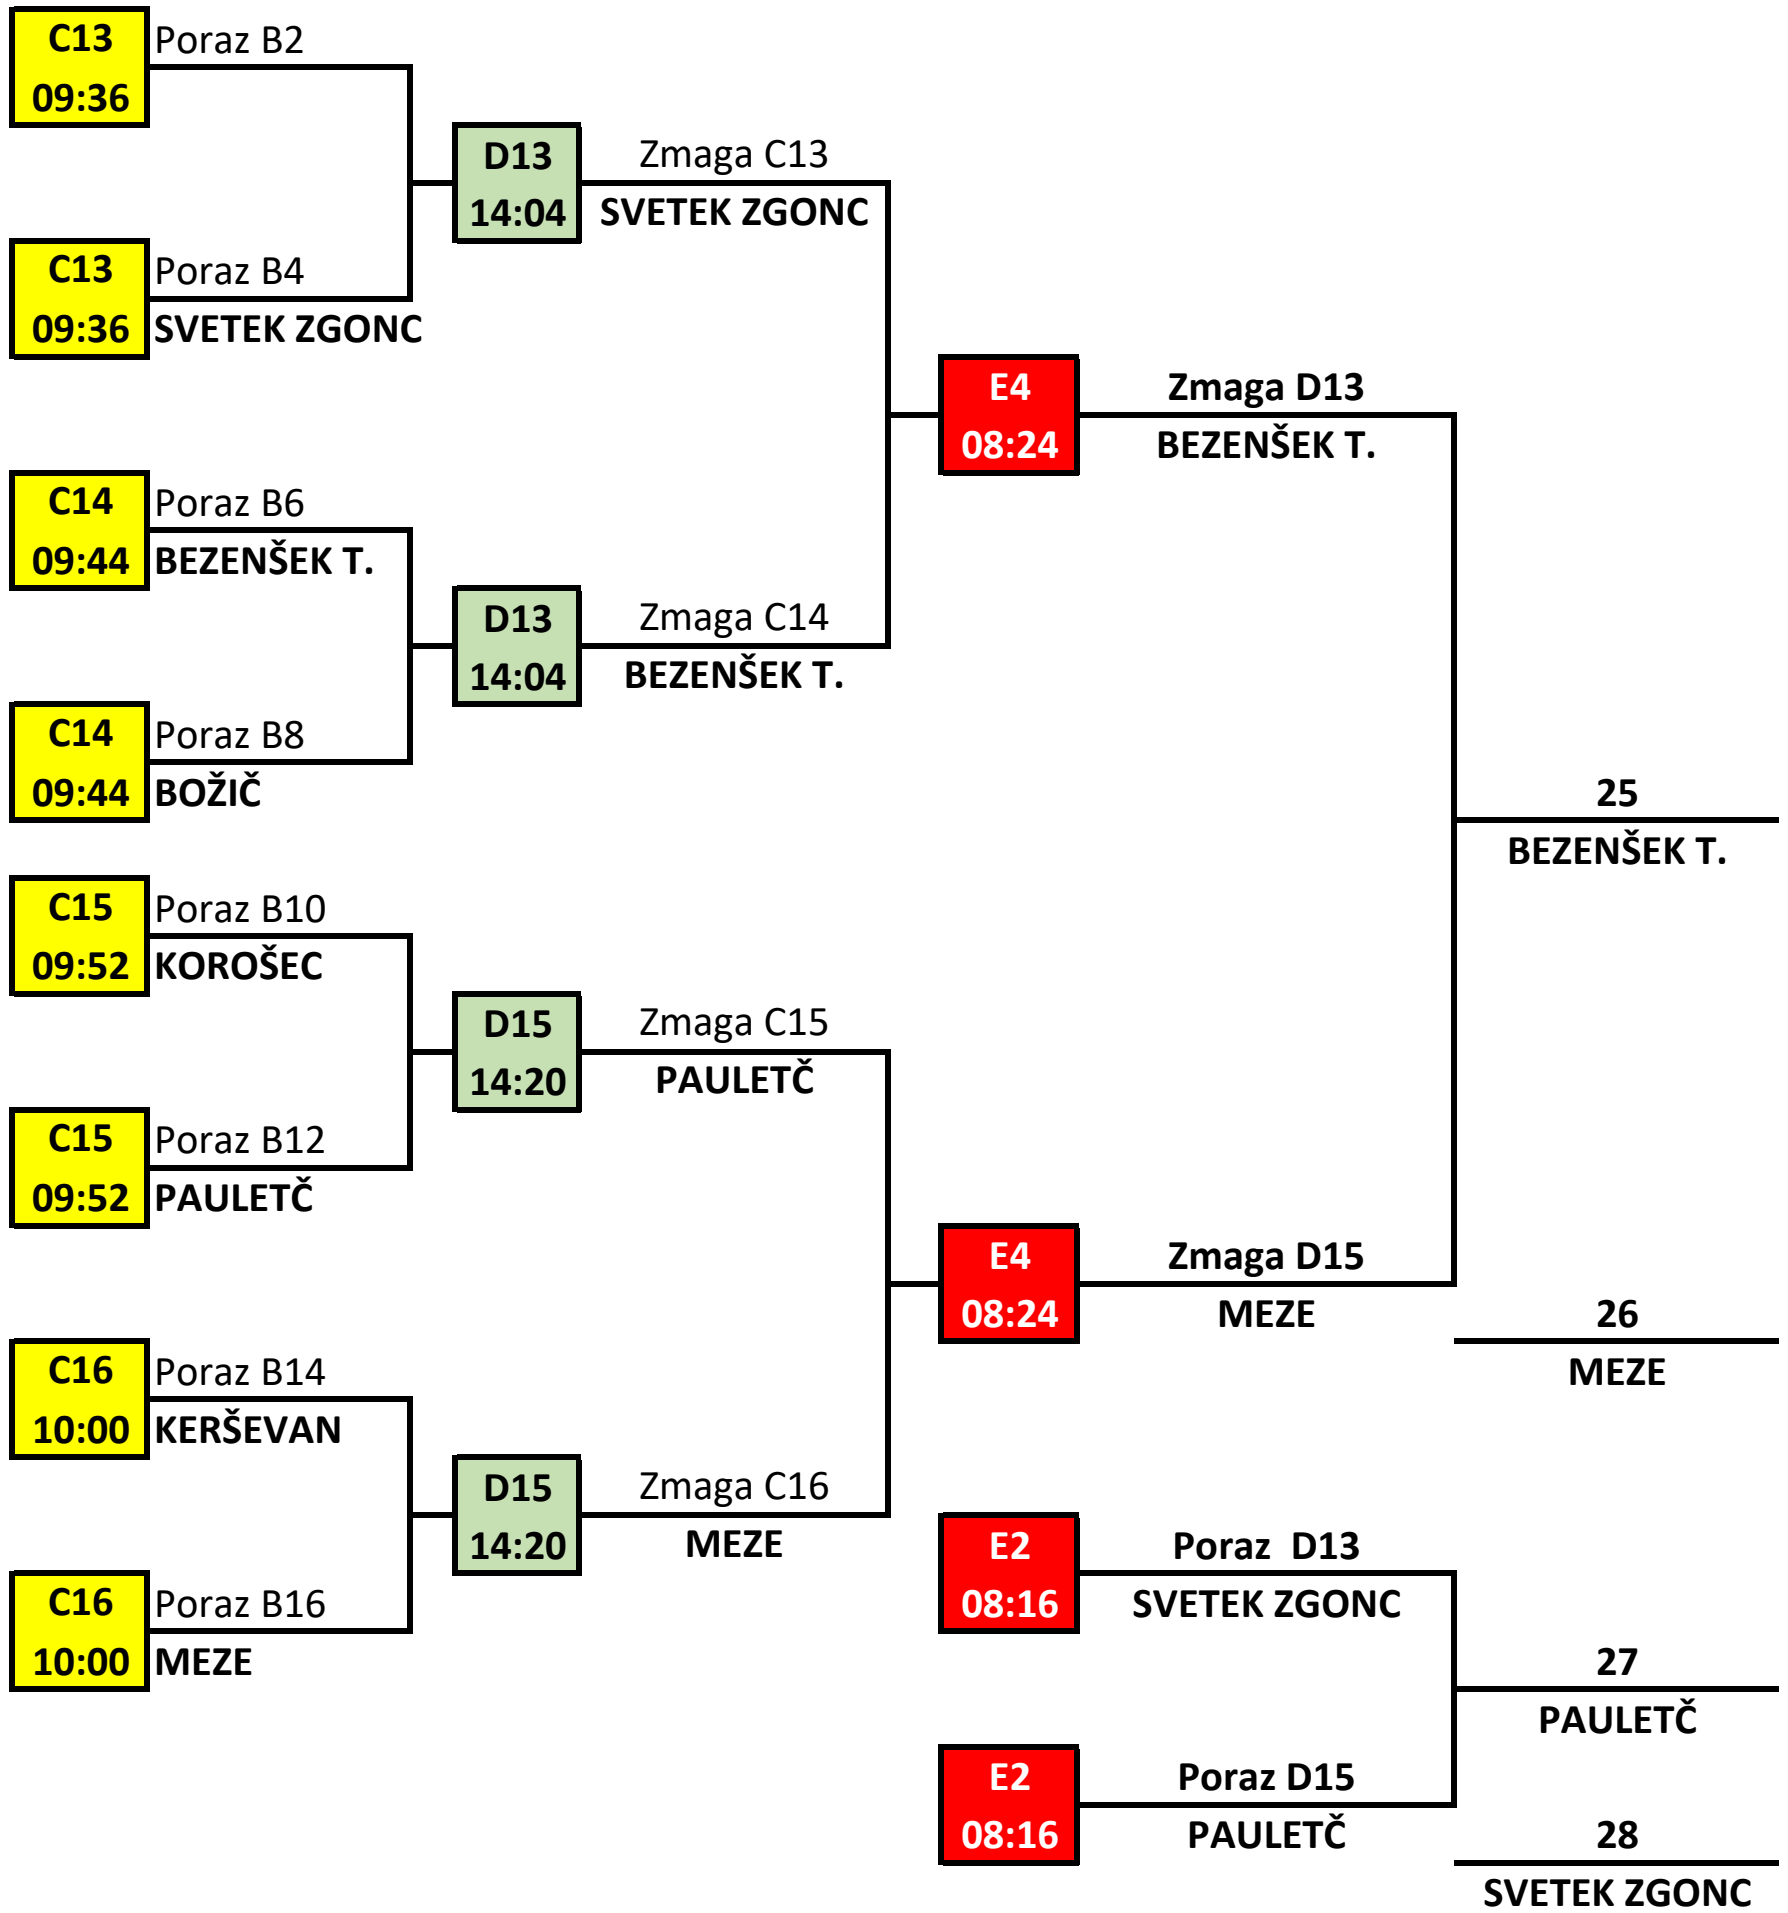 C13
09:36
Poraz B2
C13
09:36
Poraz B4
SVETEK ZGONC
C14
09:44
Poraz B6
BEZENŠEK T.
C14
09:44
Poraz B8
BOŽIČ
C15
09:52
Poraz B10
KOROŠEC
C15
09:52
Poraz B12
PAULETČ
C16
10:00
Poraz B14
KERŠEVAN
C16
10:00
Poraz B16
MEZE
D13
14:04
Zmaga C13
SVETEK ZGONC
D13
14:04
Zmaga C14
BEZENŠEK T.
D15
14:20
Zmaga C15
PAULETČ
D15
14:20
Zmaga C16
MEZE
E4
08:24
Zmaga D13
BEZENŠEK T.
E4
08:24
Zmaga D15
MEZE
E2
08:16
Poraz  D13
SVETEK ZGONC
E2
08:16
Poraz D15
PAULETČ
25
BEZENŠEK T.
26
MEZE
27
PAULETČ
28
SVETEK ZGONC